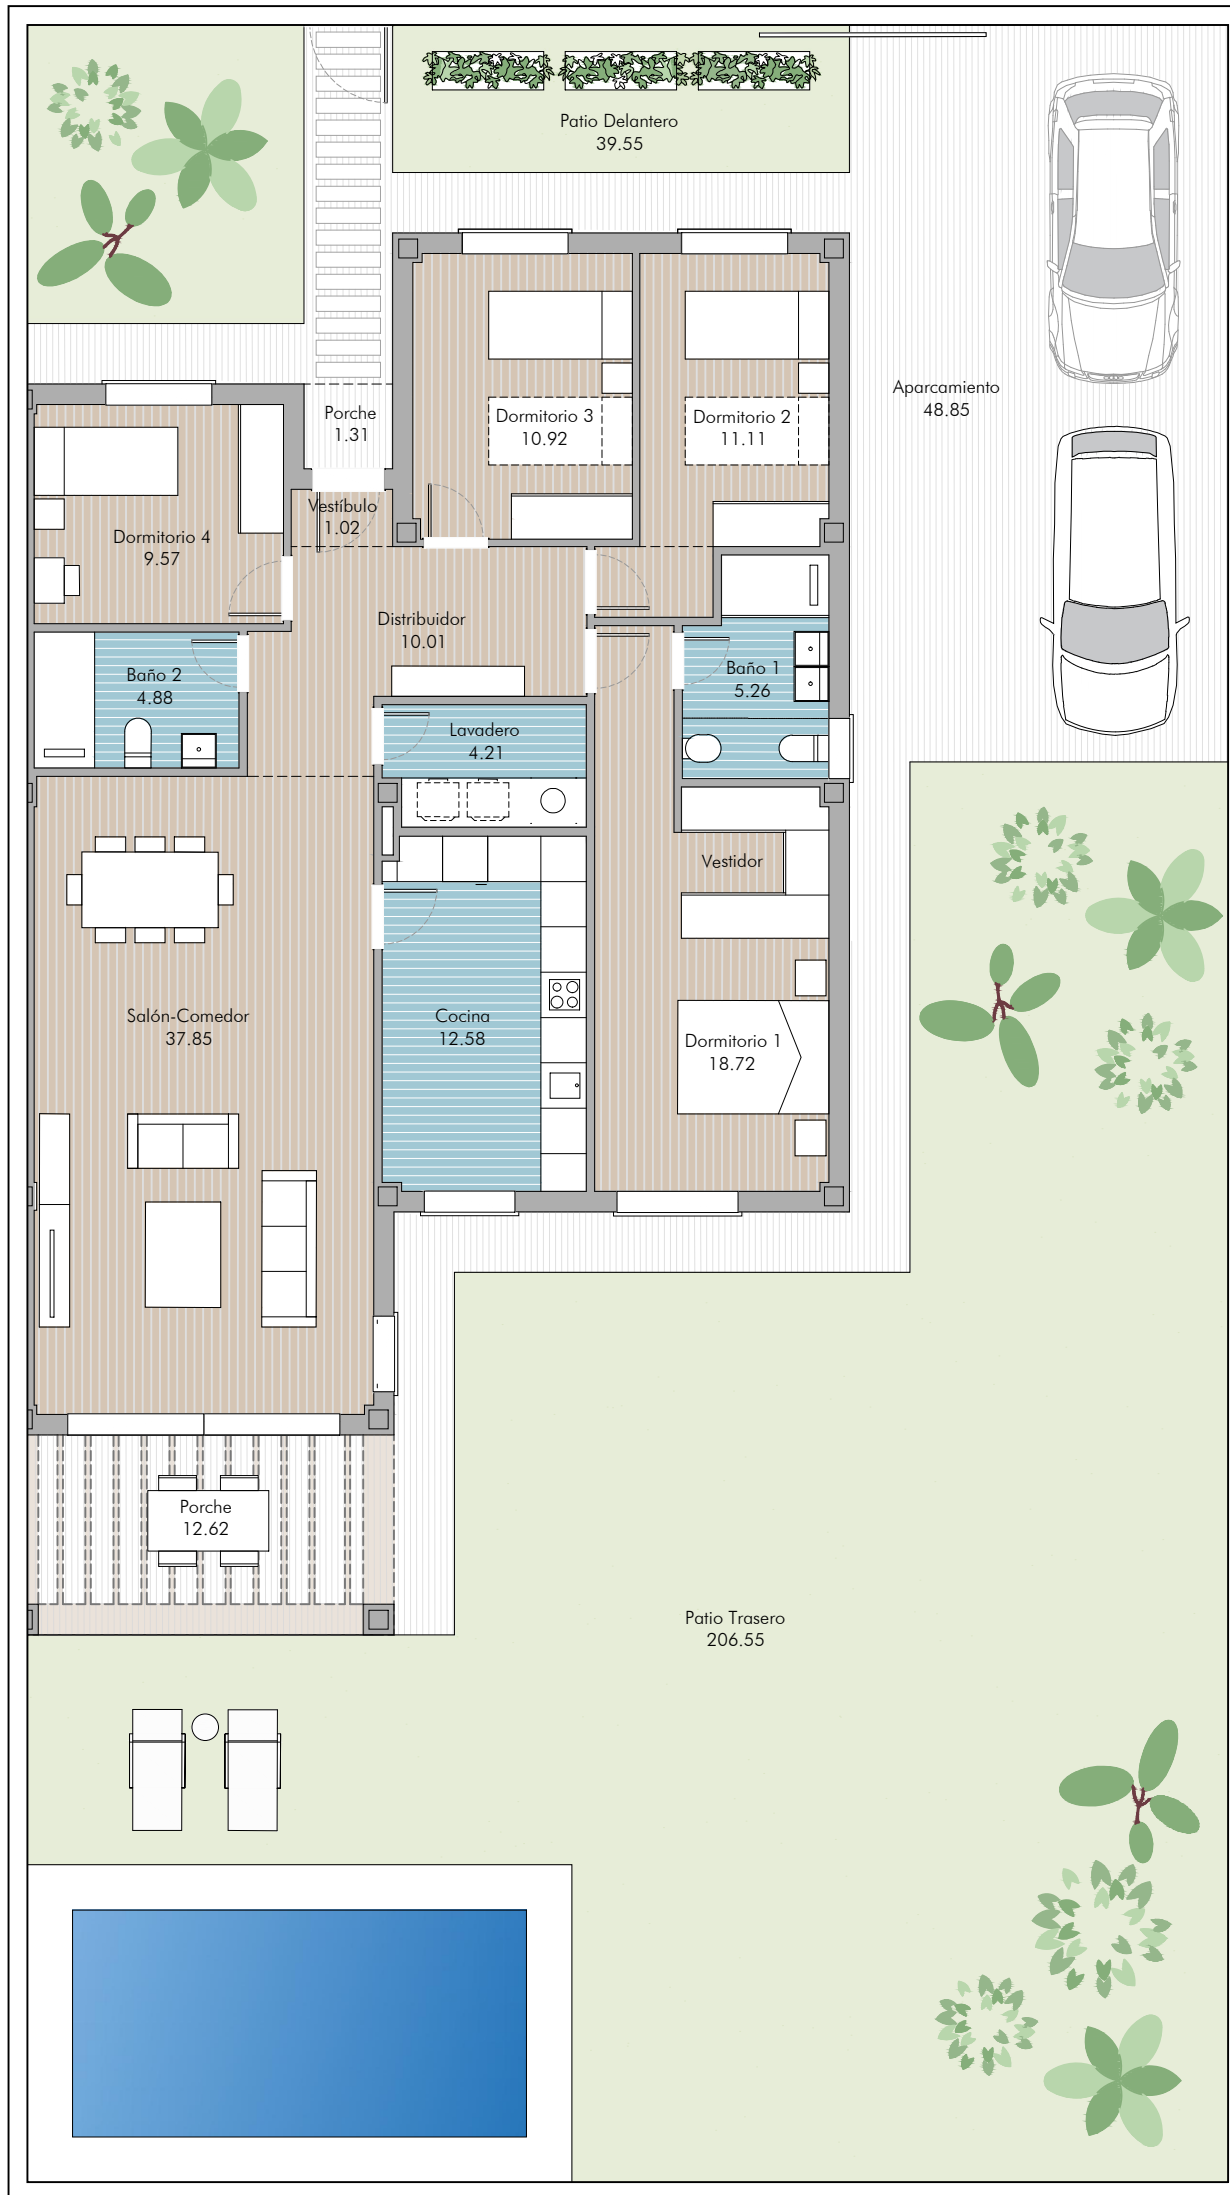 Patio Delantero
39.55
Aparcamiento
48.85
Porche
1.31
Dormitorio 3
10.92
Dormitorio 2
11.11
Vestíbulo
1.02
Dormitorio 4
9.57
Distribuidor
10.01
Baño 2
4.88
Baño 1
5.26
Lavadero
4.21
Vestidor
Salón-Comedor
37.85
Cocina
12.58
Dormitorio 1
18.72
Porche
12.62
Patio Trasero
206.55